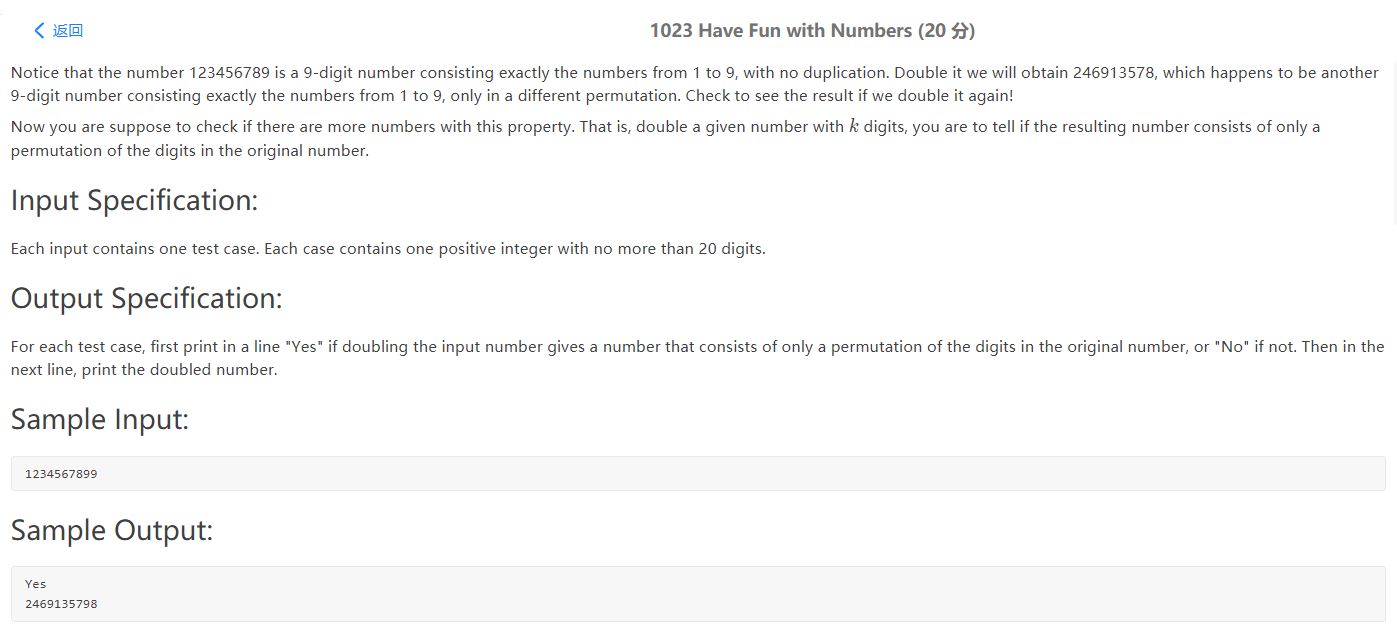 返回
1023 Have Fun with Numbers (20 分)
Notice that the number 123456789 is a 9-digit number consisting exactly the numbers from 1 to 9, with no duplication. Double it we will obtain 246913578, which happens to be another
9-digit number consisting exactly the numbers from 1 to 9, only in a different permutation. Check to see the result if we double it again!
Now you are suppose to check if there are more numbers with this property. That is, double a given number with k digits, you are to tell if the resulting number consists of only a
permutation of the digits in the original number.
Input Specification:
Each input contains one test case. Each case contains one positive integer with no more than 20 digits.
Output Specification:
For each test case, first print in a line "Yes" if doubling the input number gives a number that consists of only a permutation of the digits in the original number, or "No" if not. Then in the
next line, print the doubled number.
Sample Input:
1234567899
Sample Output:
Yes
2469135798